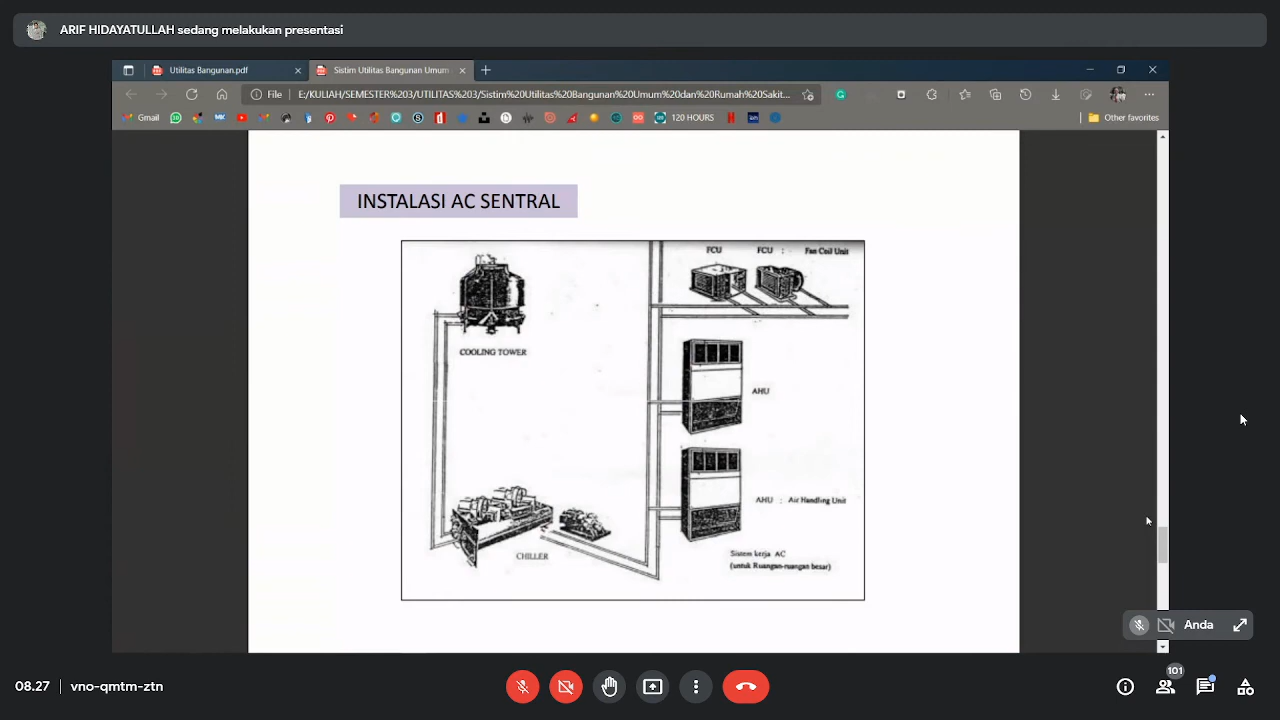 ARIF HIDAYATULLAH sedang melakukan presentasi
Utilitas Bangunan.pdf
Sistim Utilitas Bangunan Umum
File
E:/KULIAH/SEMESTER%203/UTILITAS%203/Sistim%20Utilitas%20Bangunan%20Umum%20dan%20Rumah%20Sakit...
Gmail
120 HOURS
Other favorites
INSTALASI AC SENTRAL
FCU FCU : Fan Coil Unit
COOLING TOWER
AHU
AHU : Air Handling Unit
CHILLER
Sistem kerja AC
(untuk Ruangan-ruangan besar)
Anda
08.27 vno-qmtm-ztn
101